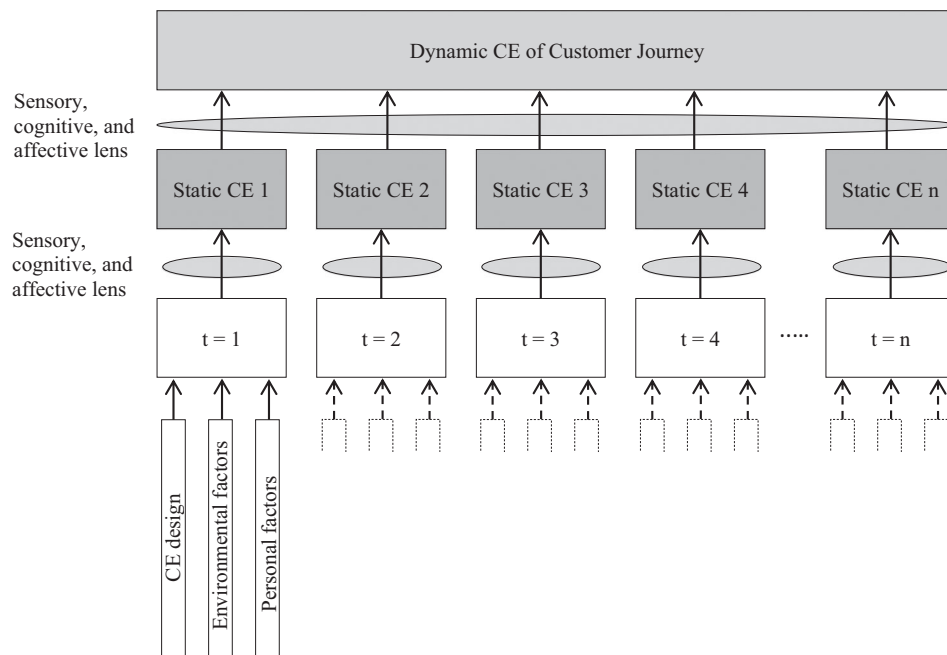 Dynamic CE of Customer Journey
Sensory,
cognitive, and
affective lens
Static CE 1
Static CE 2
Static CE 3
Static CE 4
Static CE n
Sensory,
cognitive, and
affective lens
t = 1
t = 2
t = 3
t = 4
.....
t = n
CE design
Environmental factors
Personal factors